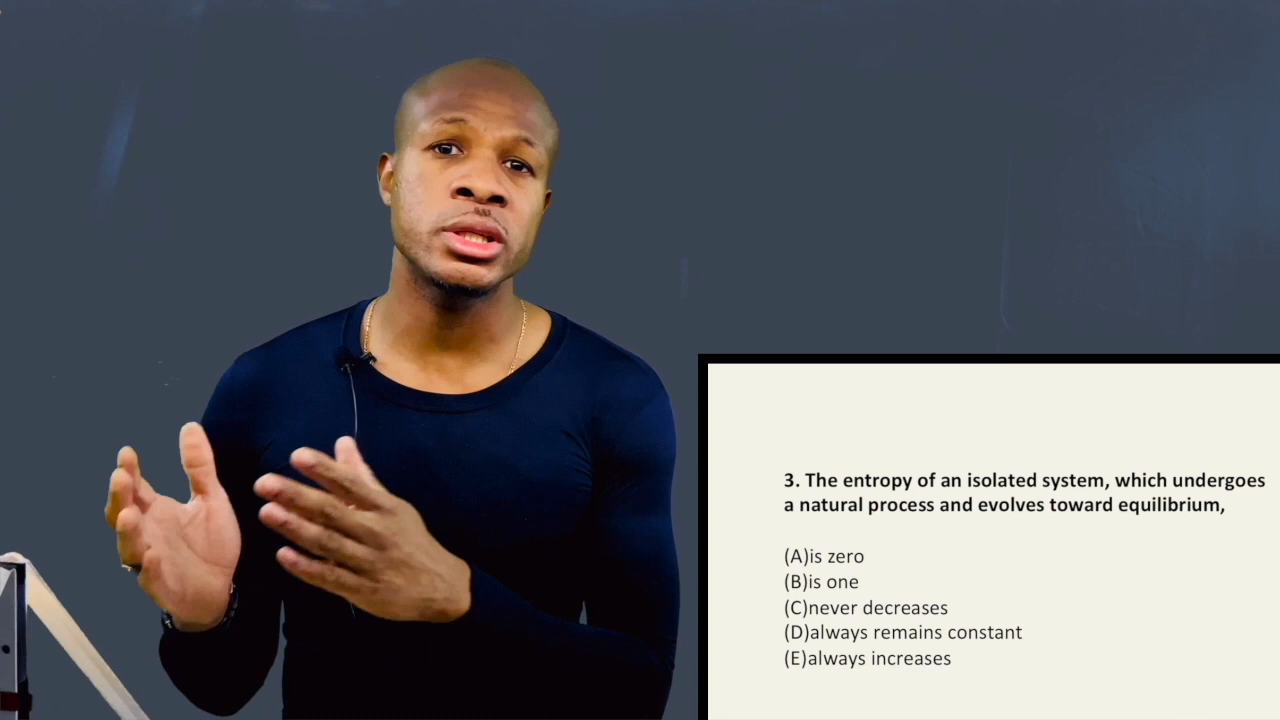 3. The entropy of an isolated system, which undergoes
a natural process and evolves toward equilibrium,
(A)is zero
(B)is one
(C)never decreases
(D)always remains constant
(E)always increases